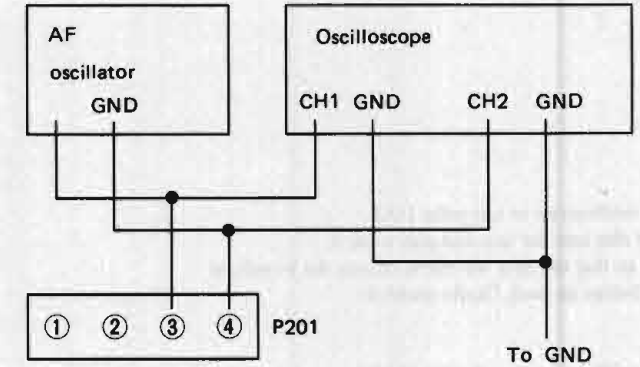 AF
oscillator
GND
Oscilloscope
CH1 GND CH2 GND
① ② ③ ④ P201
To GND